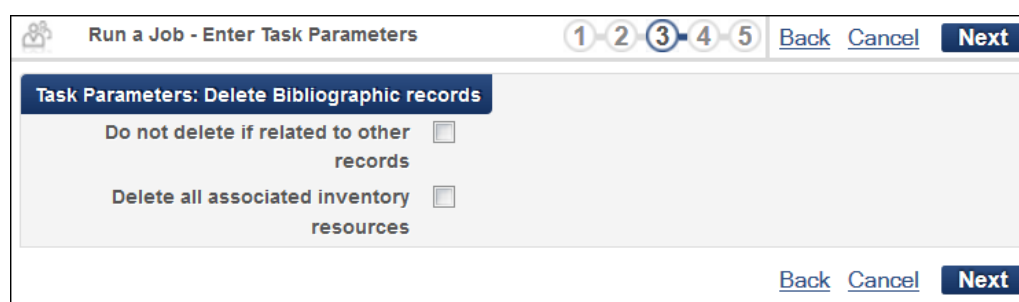 Run a Job - Enter Task Parameters 1 2 3 4 5 Back Cancel Next
Task Parameters: Delete Bibliographic records
Do not delete if related to other
records
Delete all associated inventory
resources
Back Cancel Next